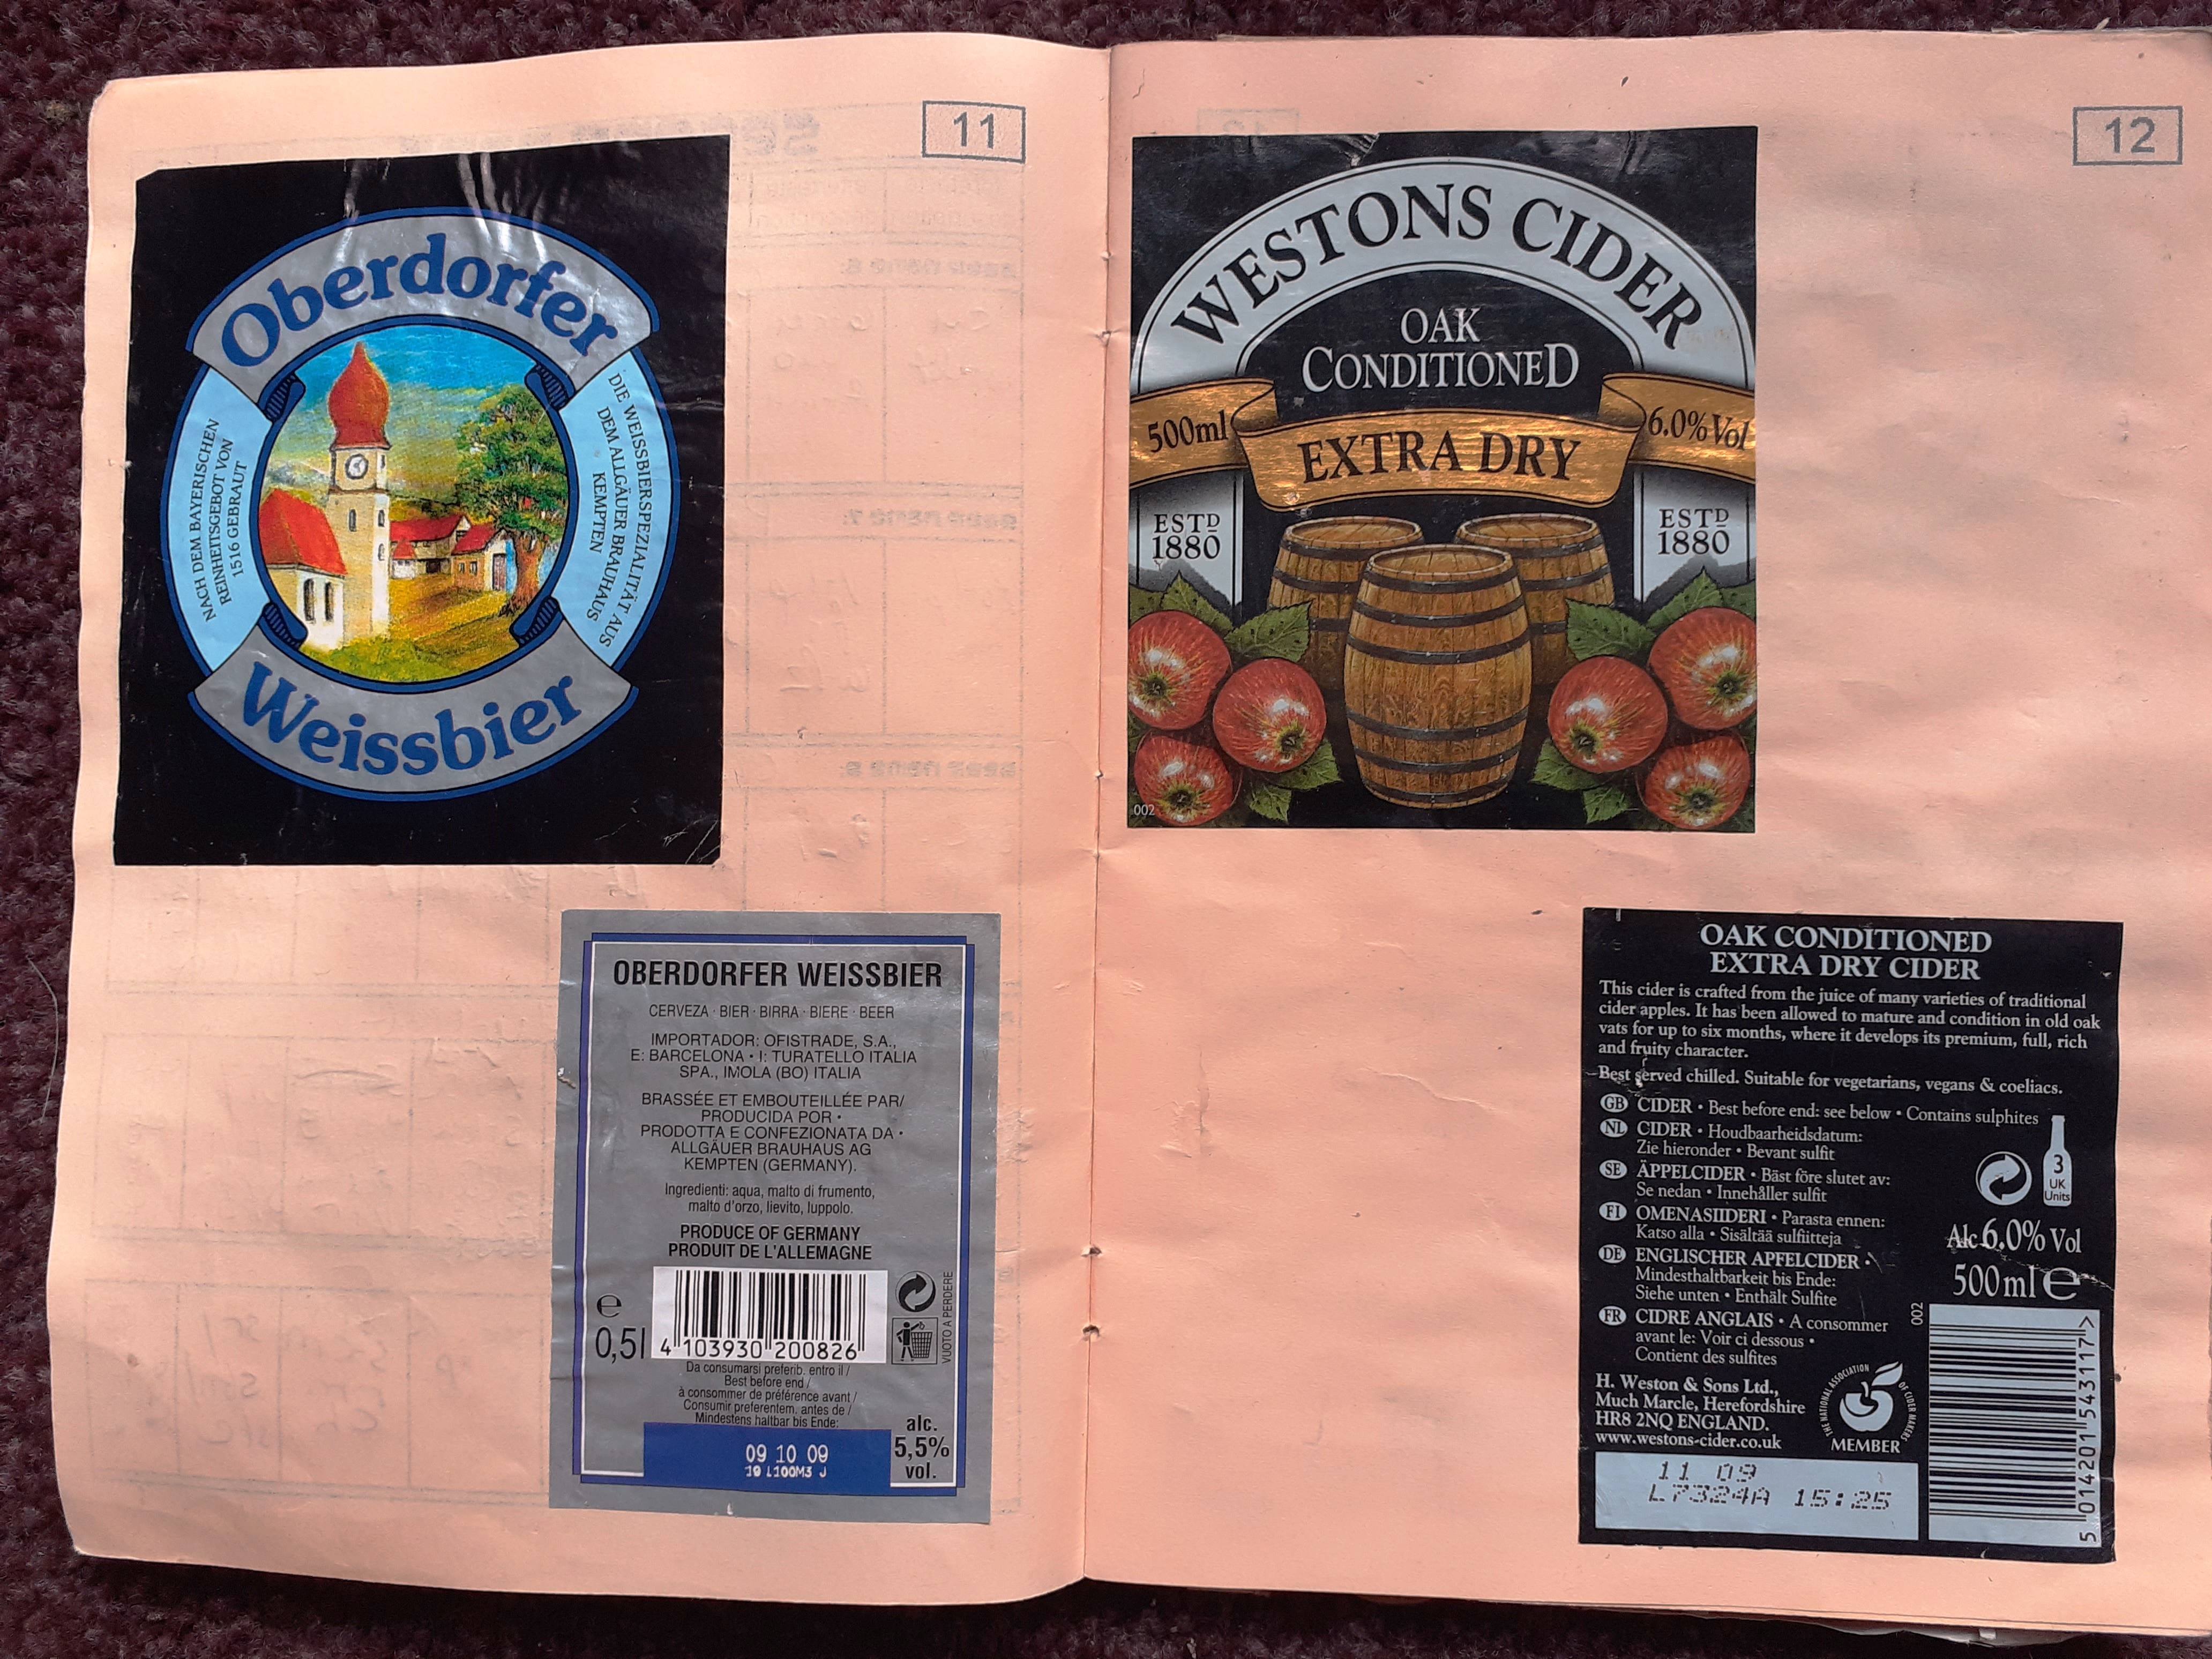 11
Oberdorfer
NACH DEM BAYERISCHEN
REINHEITSGEBOT VON
1516 GEBRAUT
DIE WEISSBIERSPEZIALITÄT AUS
DEM ALLGÄUER BRAUHAUS
KEMPTEN
Weissbier
OBERDORFER WEISSBIER
CERVEZA · BIER · BIRRA · BIERE · BEER
IMPORTADOR: OFISTRADE, S.A.,
E: BARCELONA • I: TURATELLO ITALIA
SPA., IMOLA (BO) ITALIA
BRASSÉE ET EMBOUTEILLÉE PAR/
PRODUCIDA POR •
PRODOTTA E CONFEZIONATA DA •
ALLGÄUER BRAUHAUS AG
KEMPTEN (GERMANY).
Ingredienti: aqua, malto di frumento,
malto d'orzo, lievito, luppolo.
PRODUCE OF GERMANY
PRODUIT DE L'ALLEMAGNE
e
0,5l
4 103930 200826
VUOTO A PERDERE
Da consumarsi preferib. entro il /
Best before end /
à consommer de préférence avant /
Consumir preferentem. antes de /
Mindestens haltbar bis Ende:
09 10 09
19 L100M3 J
alc.
5,5%
vol.
12
WESTONS CIDER
OAK
CONDITIONED
500ml
EXTRA DRY
6.0% Vol
ESTD
1880
ESTD
1880
002
OAK CONDITIONED
EXTRA DRY CIDER
This cider is crafted from the juice of many varieties of traditional
cider apples. It has been allowed to mature and condition in old oak
vats for up to six months, where it develops its premium, full, rich
and fruity character.
Best served chilled. Suitable for vegetarians, vegans & coeliacs.
GB CIDER • Best before end: see below • Contains sulphites
NL CIDER • Houdbaarheidsdatum:
Zie hieronder • Bevant sulfit
SE ÄPPELCIDER • Bäst före slutet av:
Se nedan • Innehåller sulfit
FI OMENASIIDERI • Parasta ennen:
Katso alla • Sisältää sulfiitteja
DE ENGLISCHER APFELCIDER •
Mindesthaltbarkeit bis Ende:
Siehe unten • Enthält Sulfite
FR CIDRE ANGLAIS • A consommer
avant le: Voir ci dessous •
Contient des sulfites
3
UK
Units
Alc 6.0% Vol
500ml e
002
H. Weston & Sons Ltd.,
Much Marcle, Herefordshire
HR8 2NQ ENGLAND.
www.westons-cider.co.uk
THE NATIONAL ASSOCIATION
OF CIDER MAKERS
MEMBER
11 09
L7324A 15:25
5 014201 543117 >